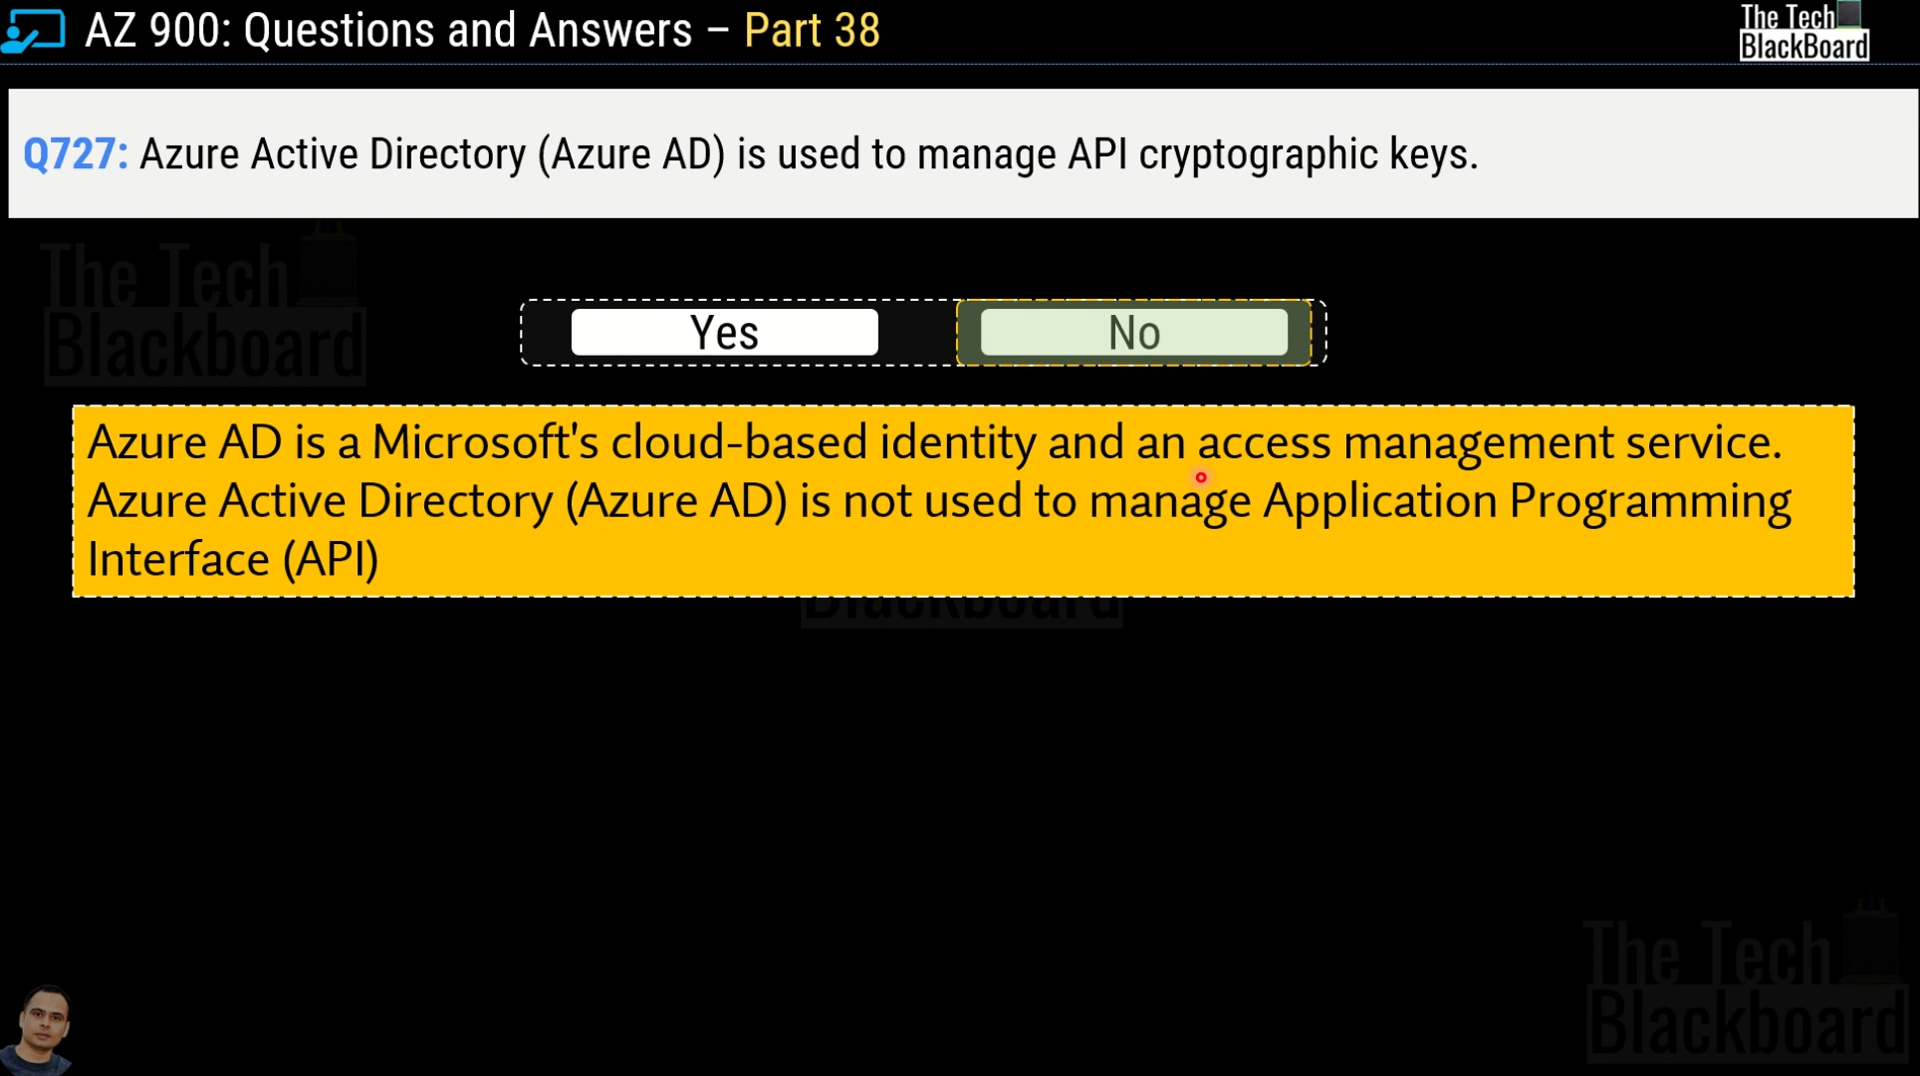 AZ 900: Questions and Answers – Part 38
The Tech
BlackBoard
Q727: Azure Active Directory (Azure AD) is used to manage API cryptographic keys.
The Tech
Blackboard
Yes
No
Azure AD is a Microsoft's cloud-based identity and an access management service.
Azure Active Directory (Azure AD) is not used to manage Application Programming
Interface (API)
Blackboard
The Tech
Blackboard